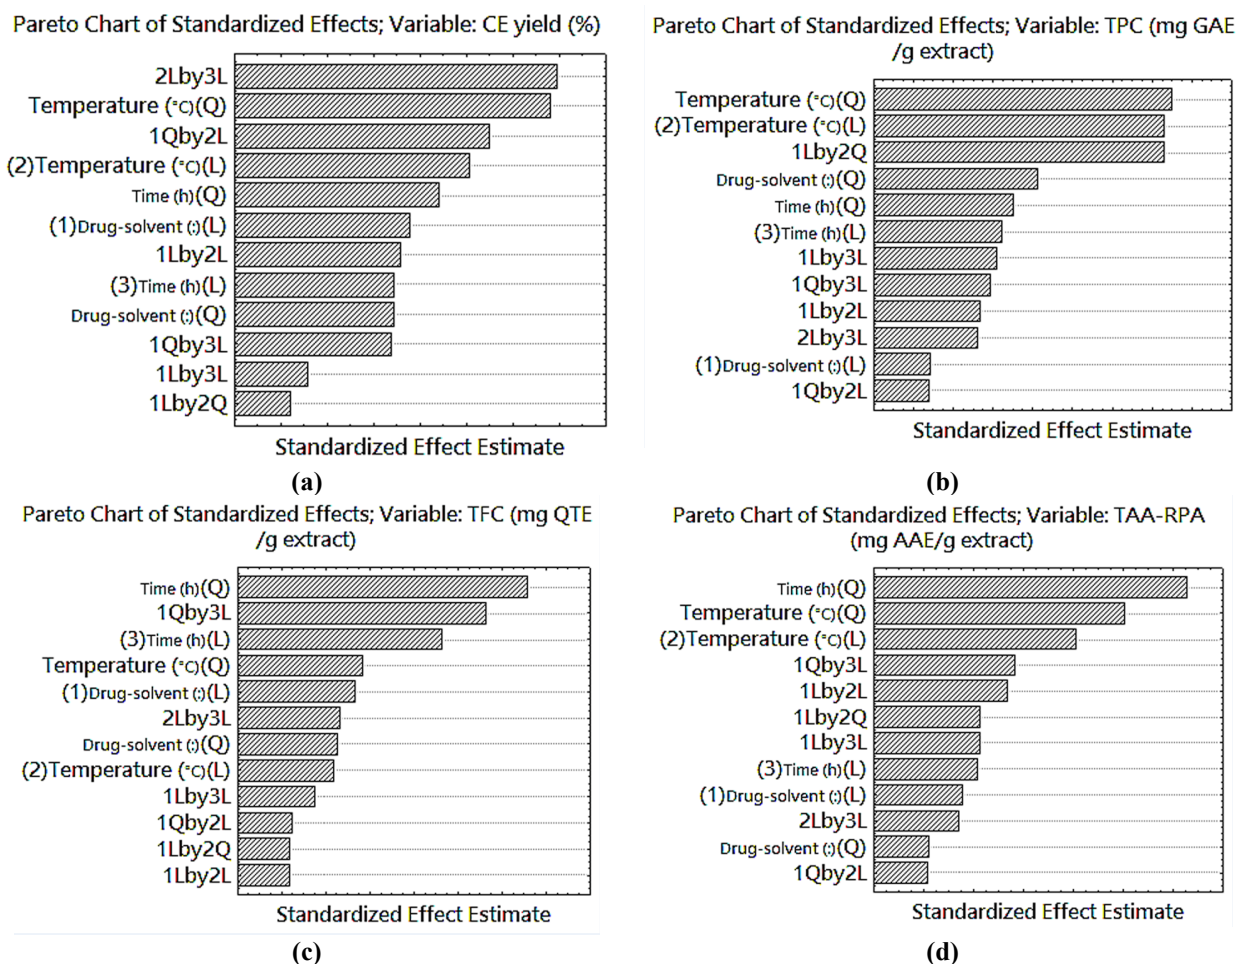 Pareto Chart of Standardized Effects; Variable: CE yield (%)
2Lby3L
Temperature (°C)(Q)
1Qby2L
(2)Temperature (°C)(L)
Time (h)(Q)
(1)Drug-solvent (:)(L)
1Lby2L
(3)Time (h)(L)
Drug-solvent (:)(Q)
1Qby3L
1Lby3L
1Lby2Q
Standardized Effect Estimate
(a)
Pareto Chart of Standardized Effects; Variable: TPC (mg GAE
/g extract)
Temperature (°C)(Q)
(2)Temperature (°C)(L)
1Lby2Q
Drug-solvent (:)(Q)
Time (h)(Q)
(3)Time (h)(L)
1Lby3L
1Qby3L
1Lby2L
2Lby3L
(1)Drug-solvent (:)(L)
1Qby2L
Standardized Effect Estimate
(b)
Pareto Chart of Standardized Effects; Variable: TFC (mg QTE
/g extract)
Time (h)(Q)
1Qby3L
(3)Time (h)(L)
Temperature (°C)(Q)
(1)Drug-solvent (:)(L)
2Lby3L
Drug-solvent (:)(Q)
(2)Temperature (°C)(L)
1Lby3L
1Qby2L
1Lby2Q
1Lby2L
Standardized Effect Estimate
(c)
Pareto Chart of Standardized Effects; Variable: TAA-RPA
(mg AAE/g extract)
Time (h)(Q)
Temperature (°C)(Q)
(2)Temperature (°C)(L)
1Qby3L
1Lby2L
1Lby2Q
1Lby3L
(3)Time (h)(L)
(1)Drug-solvent (:)(L)
2Lby3L
Drug-solvent (:)(Q)
1Qby2L
Standardized Effect Estimate
(d)